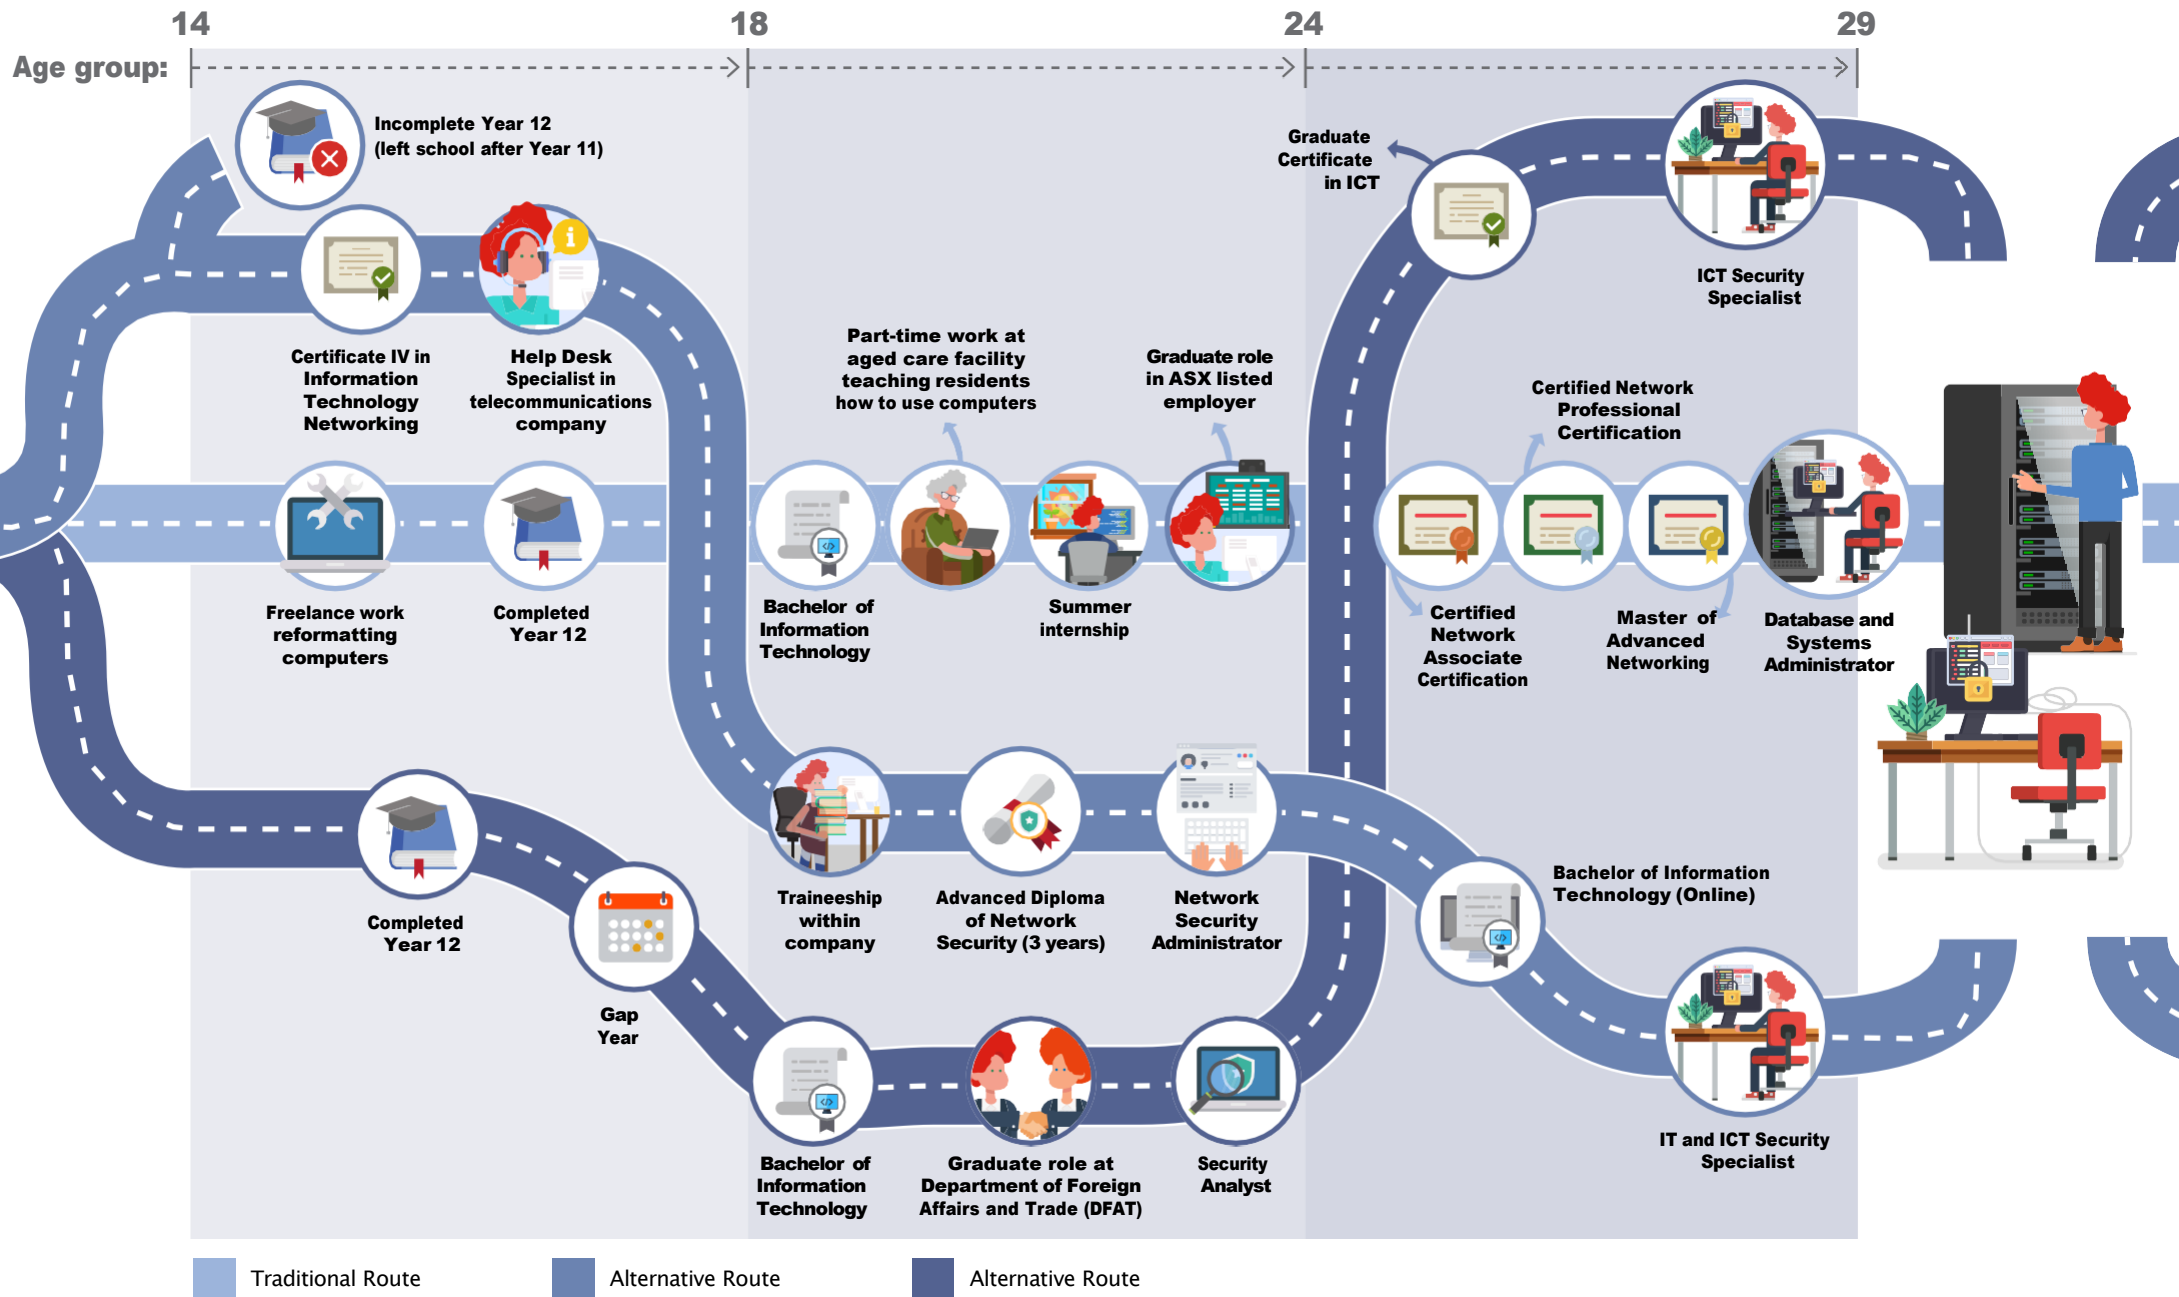 14
18
24
29
Age group:
Incomplete Year 12
(left school after Year 11)
Certificate IV in
Information
Technology
Networking
Help Desk
Specialist in
telecommunications
company
Part-time work at
aged care facility
teaching residents
how to use computers
Graduate role
in ASX listed
employer
Graduate
Certificate
in ICT
ICT Security
Specialist
Certified Network
Professional
Certification
Freelance work
reformatting
computers
Completed
Year 12
Bachelor of
Information
Technology
Summer
internship
Certified
Network
Associate
Certification
Master of
Advanced
Networking
Database and
Systems
Administrator
Completed
Year 12
Gap
Year
Traineeship
within
company
Advanced Diploma
of Network
Security (3 years)
Network
Security
Administrator
Bachelor of Information
Technology (Online)
Bachelor of
Information
Technology
Graduate role at
Department of Foreign
Affairs and Trade (DFAT)
Security
Analyst
IT and ICT Security
Specialist
Traditional Route
Alternative Route
Alternative Route